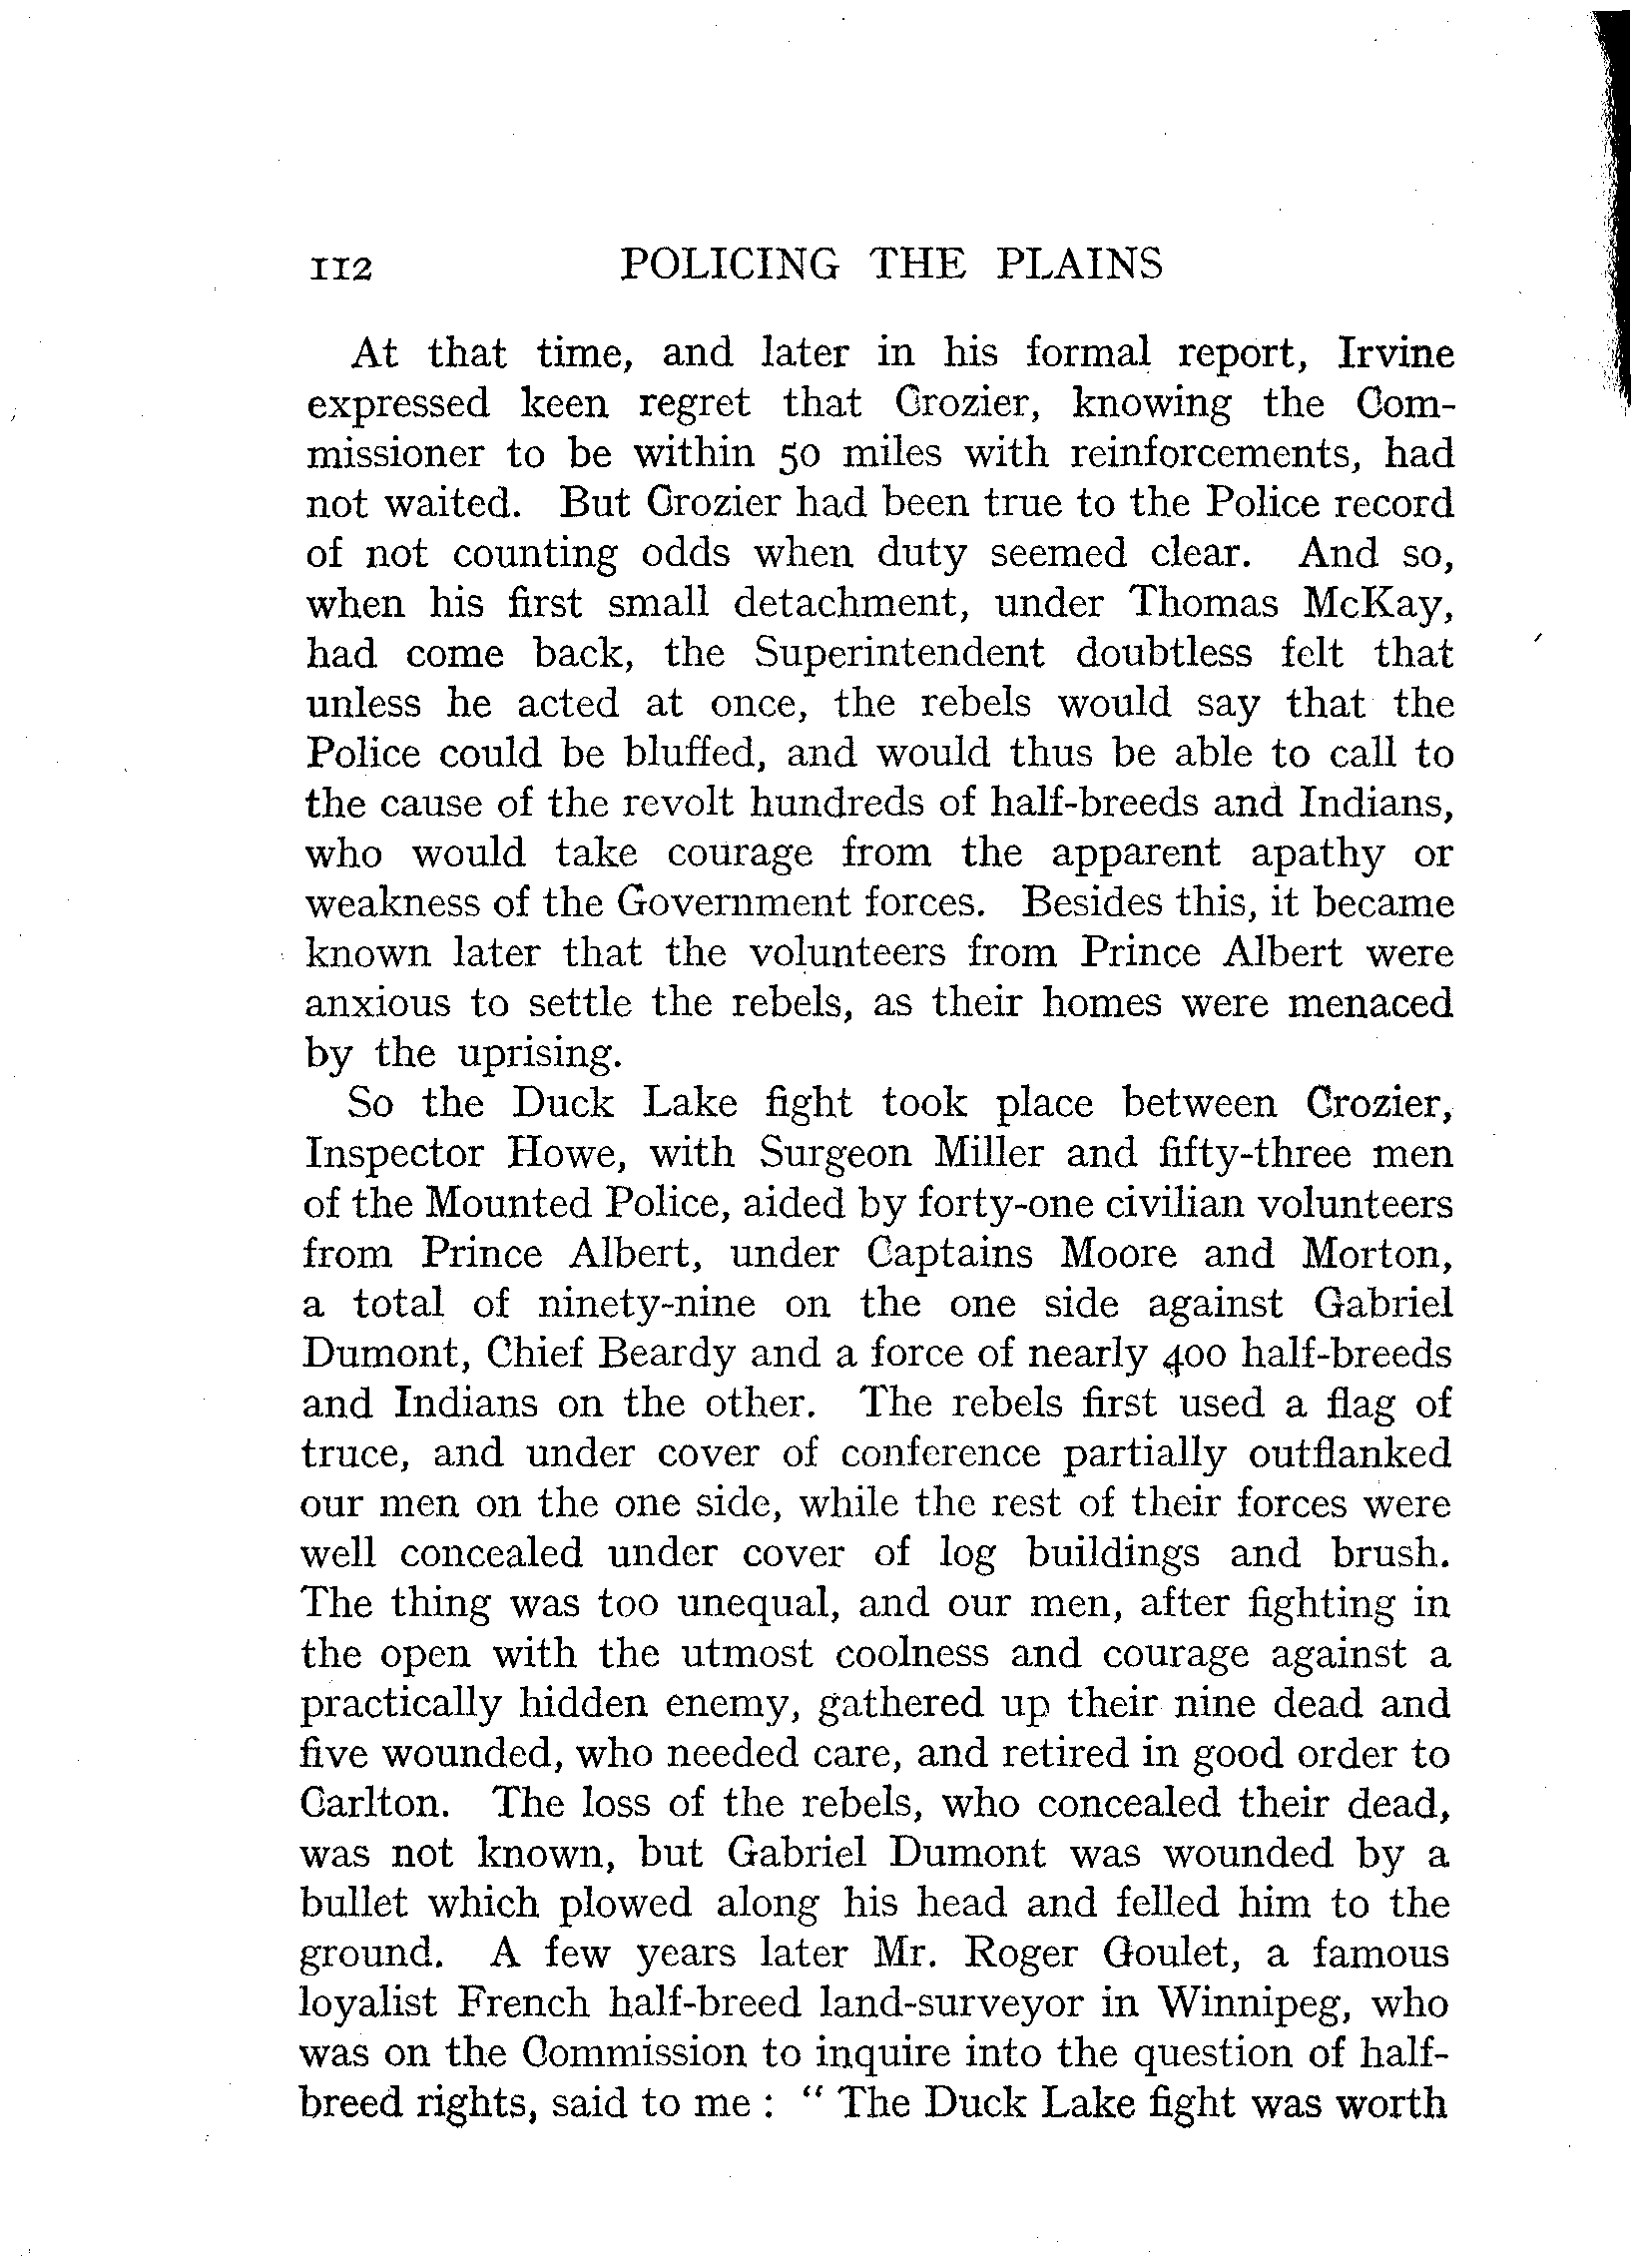 112 POLICING THE PLAINS
At that time, and later in his formal report, Irvine
expressed keen regret that Crozier, knowing the Com-
missioner to be within 50 miles with reinforcements, had
not waited. But Crozier had been true to the Police record
of not counting odds when duty seemed clear. And so,
when his first small detachment, under Thomas McKay,
had come back, the Superintendent doubtless felt that
unless he acted at once, the rebels would say that the
Police could be bluffed, and would thus be able to call to
the cause of the revolt hundreds of half-breeds and Indians,
who would take courage from the apparent apathy or
weakness of the Government forces. Besides this, it became
known later that the volunteers from Prince Albert were
anxious to settle the rebels, as their homes were menaced
by the uprising.
So the Duck Lake fight took place between Crozier,
Inspector Howe, with Surgeon Miller and fifty-three men
of the Mounted Police, aided by forty-one civilian volunteers
from Prince Albert, under Captains Moore and Morton,
a total of ninety-nine on the one side against Gabriel
Dumont, Chief Beardy and a force of nearly 400 half-breeds
and Indians on the other. The rebels first used a flag of
truce, and under cover of conference partially outflanked
our men on the one side, while the rest of their forces were
well concealed under cover of log buildings and brush.
The thing was too unequal, and our men, after fighting in
the open with the utmost coolness and courage against a
practically hidden enemy, gathered up their nine dead and
five wounded, who needed care, and retired in good order to
Carlton. The loss of the rebels, who concealed their dead,
was not known, but Gabriel Dumont was wounded by a
bullet which plowed along his head and felled him to the
ground. A few years later Mr. Roger Goulet, a famous
loyalist French half-breed land-surveyor in Winnipeg, who
was on the Commission to inquire into the question of half-
breed rights, said to me : “ The Duck Lake fight was worth